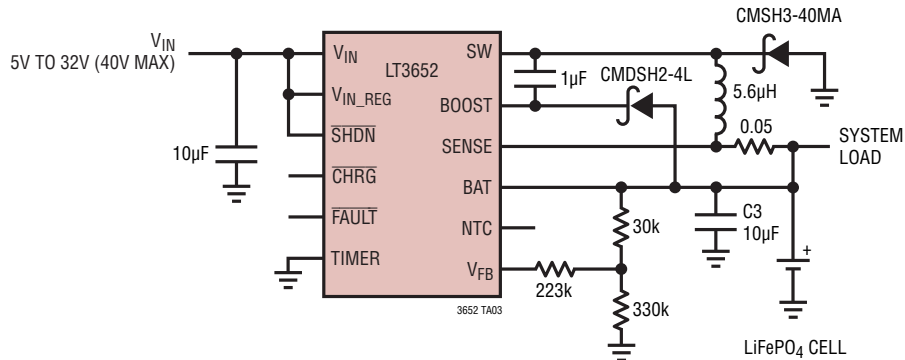 CMSH3-40MA
V_IN
5V TO 32V (40V MAX)
V_IN
SW
LT3652
1µF
CMDSH2-4L
V_IN_REG
BOOST
5.6µH
SHDN
0.05
SYSTEM
LOAD
10µF
SENSE
CHRG
BAT
FAULT
NTC
30k
C3
10µF
+
TIMER
V_FB
223k
330k
3652 TA03
LiFePO4 CELL